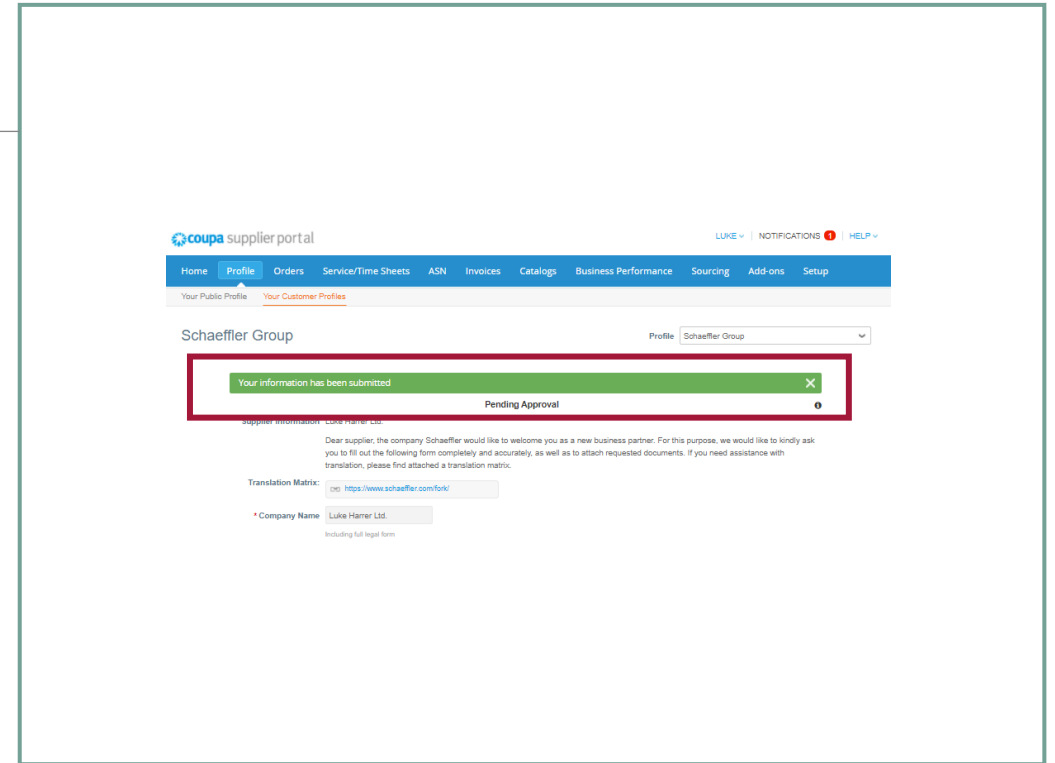 coupa supplier portal
LUKE NOTIFICATIONS 1 HELP
Home Profile Orders Service/Time Sheets ASN Invoices Catalogs Business Performance Sourcing Add-ons Setup
Your Public Profile Your Customer Profiles
Schaeffler Group
Profile Schaeffler Group
Your information has been submitted
Pending Approval
Supplier Information Luke Harrer Ltd.
Dear supplier, the company Schaeffler would like to welcome you as a new business partner. For this purpose, we would like to kindly ask
you to fill out the following form completely and accurately, as well as to attach requested documents. If you need assistance with
translation, please find attached a translation matrix.
Translation Matrix: https://www.schaeffler.com/fork/
* Company Name Luke Harrer Ltd.
Including full legal form